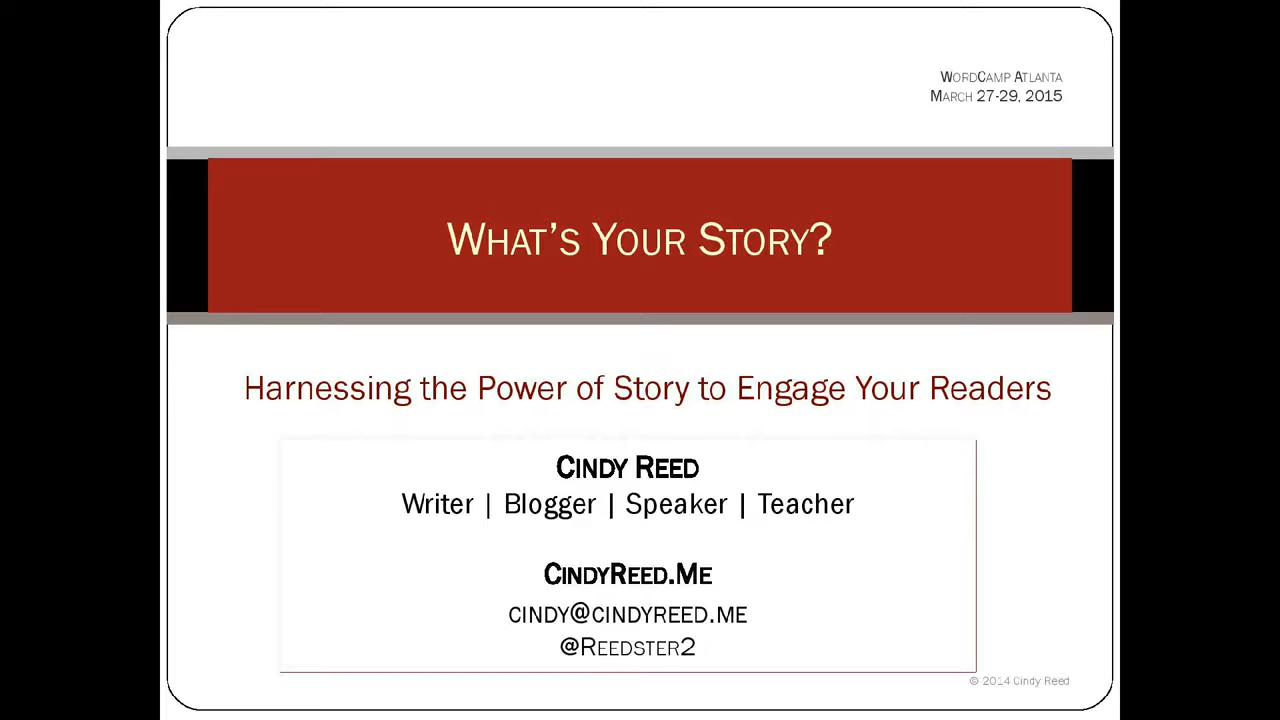 WordCamp Atlanta
March 27-29, 2015
What's Your Story?
Harnessing the Power of Story to Engage Your Readers
Cindy Reed
Writer | Blogger | Speaker | Teacher
CindyReed.Me
cindy@cindyreed.me
@Reedster2
© 2014 Cindy Reed